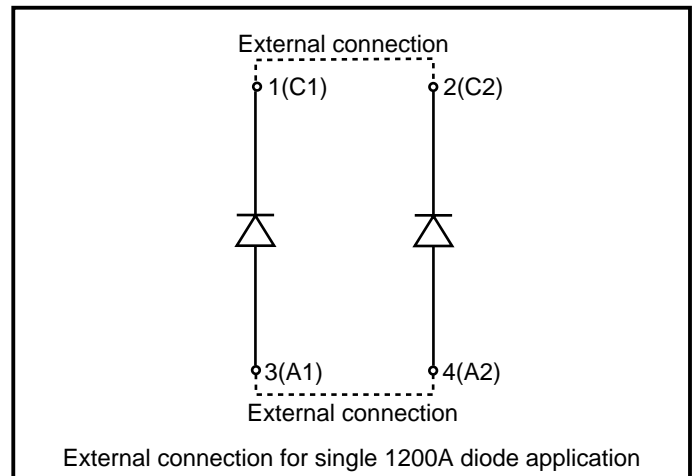 External connection
1(C1)
2(C2)
3(A1)
4(A2)
External connection
External connection for single 1200A diode application